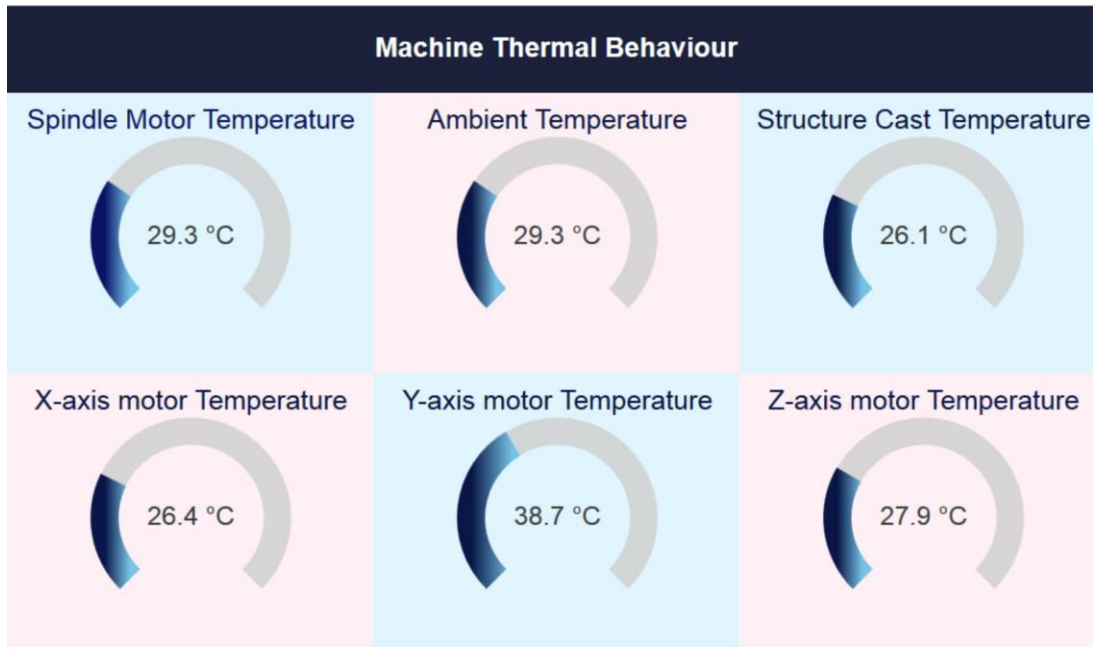 Machine Thermal Behaviour
Spindle Motor Temperature
29.3 °C
Ambient Temperature
29.3 °C
Structure Cast Temperature
26.1 °C
X-axis motor Temperature
26.4 °C
Y-axis motor Temperature
38.7 °C
Z-axis motor Temperature
27.9 °C